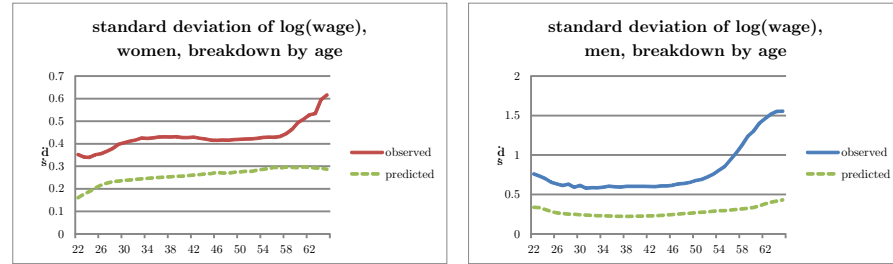 standard deviation of log(wage),
women, breakdown by age
0.7
0.6
0.5
0.4
0.3
0.2
0.1
0
s.d.
22 26 30 34 38 42 46 50 54 58 62
observed
predicted
standard deviation of log(wage),
men, breakdown by age
2
1.5
1
0.5
0
s.d.
22 26 30 34 38 42 46 50 54 58 62
observed
predicted